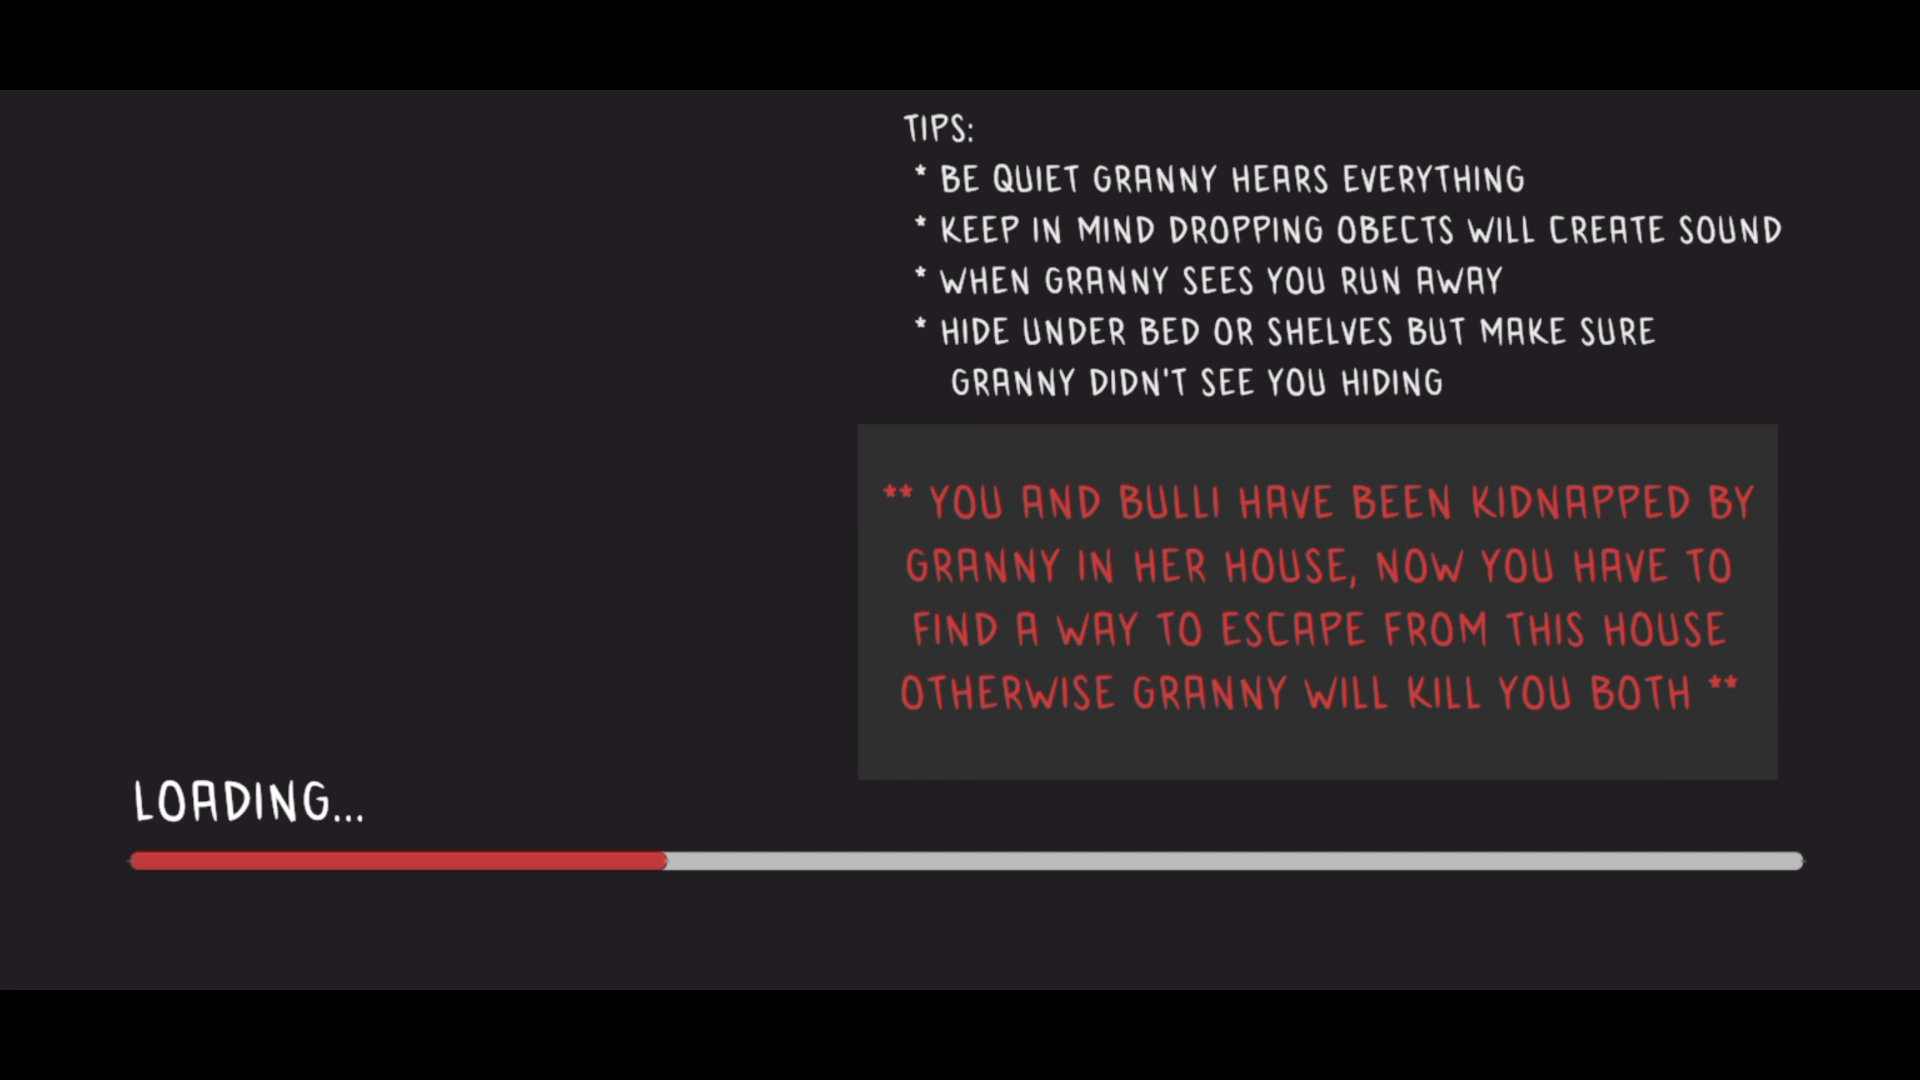 TIPS:
* BE QUIET GRANNY HEARS EVERYTHING
* KEEP IN MIND DROPPING OBECTS WILL CREATE SOUND
* WHEN GRANNY SEES YOU RUN AWAY
* HIDE UNDER BED OR SHELVES BUT MAKE SURE
GRANNY DIDN'T SEE YOU HIDING
** YOU AND BULLI HAVE BEEN KIDNAPPED BY
GRANNY IN HER HOUSE, NOW YOU HAVE TO
FIND A WAY TO ESCAPE FROM THIS HOUSE
OTHERWISE GRANNY WILL KILL YOU BOTH **
LOADING...